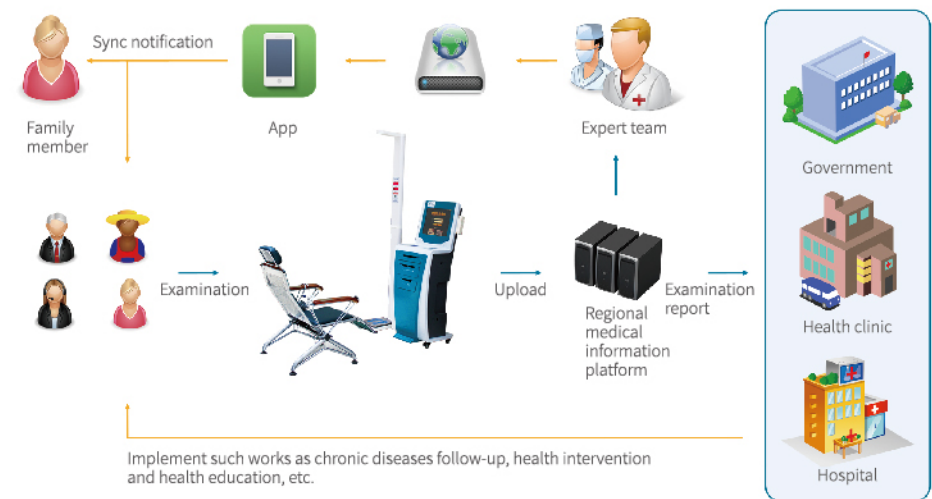 Sync notification
Family
member
App
Expert team
Government
Examination
Upload
Regional
medical
information
platform
Examination
report
Health clinic
Hospital
Implement such works as chronic diseases follow-up, health intervention
and health education, etc.